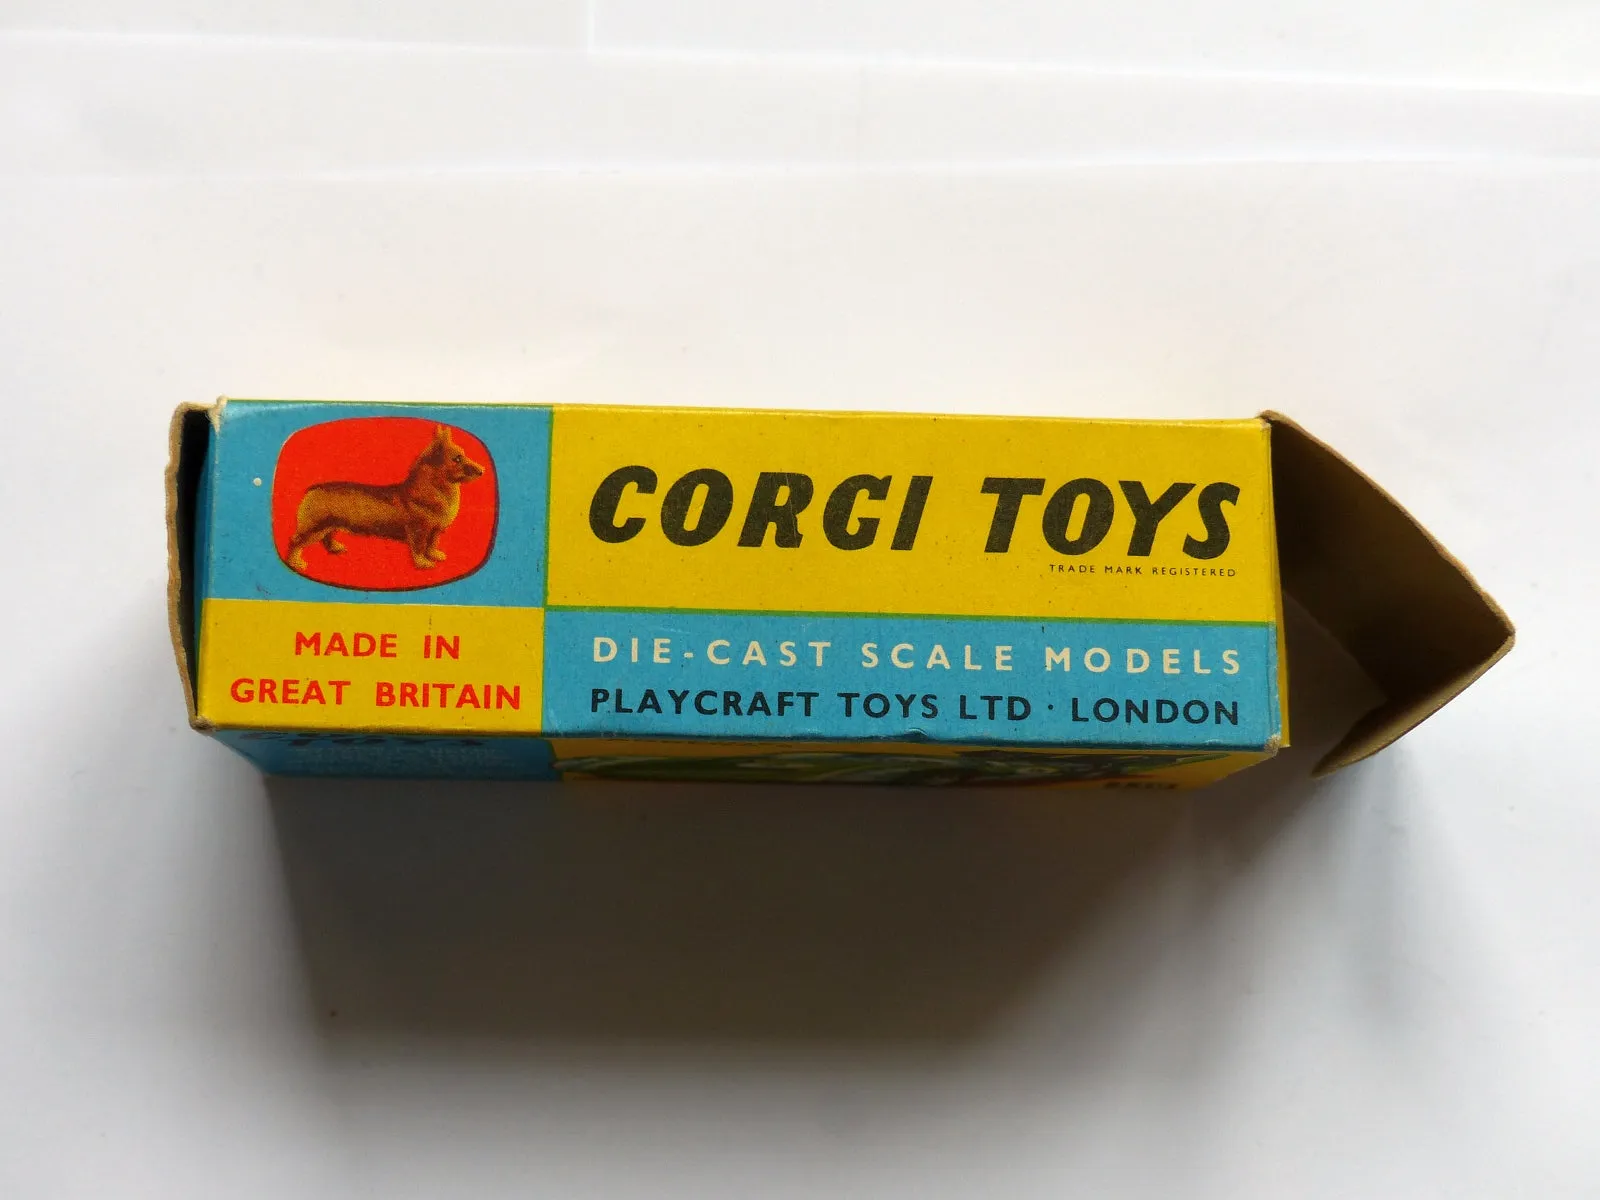 MADE IN
GREAT BRITAIN
CORGI TOYS
TRADE MARK REGISTERED
DIE-CAST SCALE MODELS
PLAYCRAFT TOYS LTD · LONDON